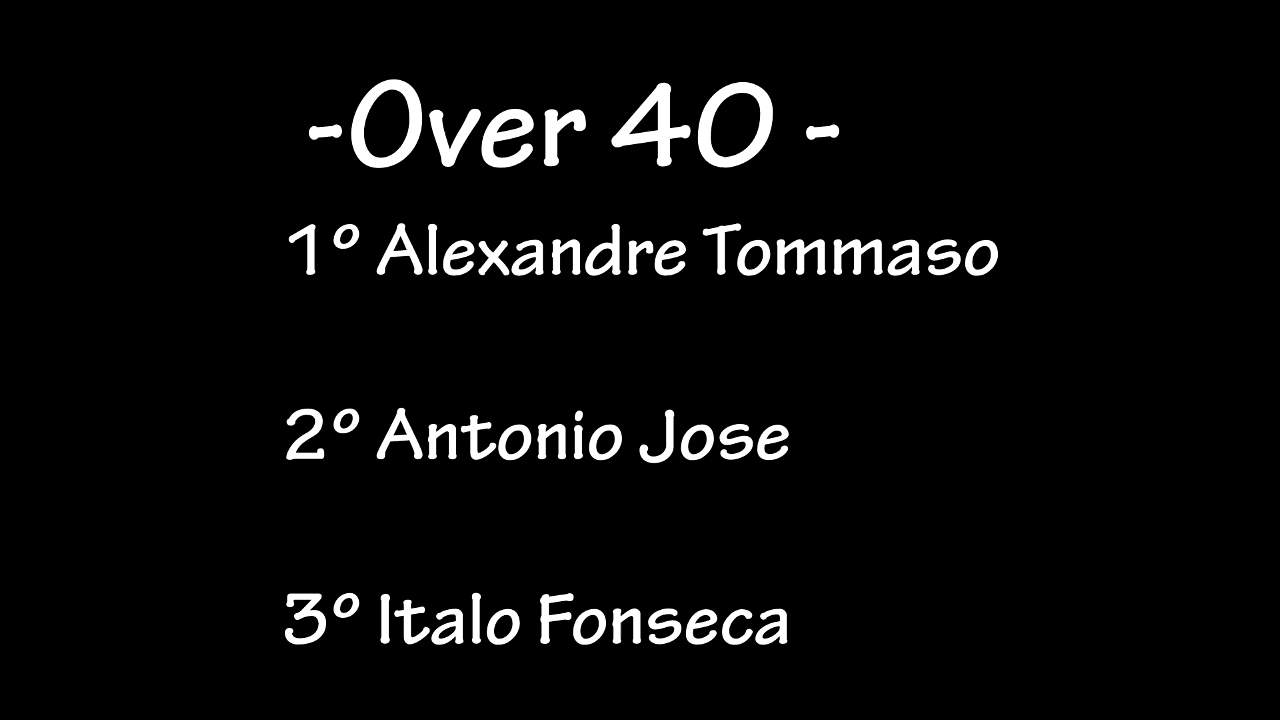 -Over 40 -
1º Alexandre Tommaso
2º Antonio Jose
3º Italo Fonseca